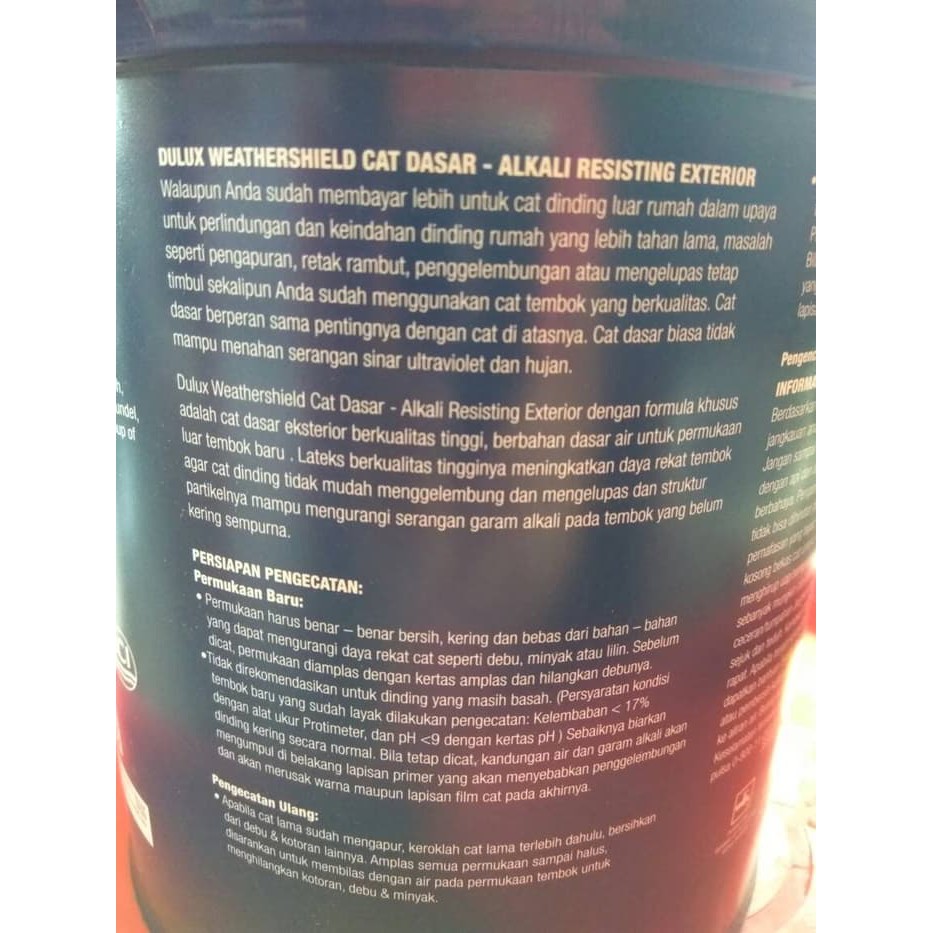 DULUX WEATHERSHIELD CAT DASAR - ALKALI RESISTING EXTERIOR
Walaupun Anda sudah membayar lebih untuk cat dinding luar rumah dalam upaya
untuk perlindungan dan keindahan dinding rumah yang lebih tahan lama, masalah
seperti pengapuran, retak rambut, penggelembungan atau mengelupas tetap
timbul sekalipun Anda sudah menggunakan cat tembok yang berkualitas. Cat
dasar berperan sama pentingnya dengan cat di atasnya. Cat dasar biasa tidak
mampu menahan serangan sinar ultraviolet dan hujan.
Dulux Weathershield Cat Dasar - Alkali Resisting Exterior dengan formula khusus
adalah cat dasar eksterior berkualitas tinggi, berbahan dasar air untuk permukaan
luar tembok baru . Lateks berkualitas tingginya meningkatkan daya rekat tembok
agar cat dinding tidak mudah menggelembung dan mengelupas dan struktur
partikelnya mampu mengurangi serangan garam alkali pada tembok yang belum
kering sempurna.
PERSIAPAN PENGECATAN:
Permukaan Baru:
• Permukaan harus benar – benar bersih, kering dan bebas dari bahan – bahan
yang dapat mengurangi daya rekat cat seperti debu, minyak atau lilin. Sebelum
dicat, permukaan diamplas dengan kertas amplas dan hilangkan debunya.
•Tidak direkomendasikan untuk dinding yang masih basah. (Persyaratan kondisi
tembok baru yang sudah layak dilakukan pengecatan: Kelembaban < 17%
dengan alat ukur Protimeter, dan pH <9 dengan kertas pH ) Sebaiknya biarkan
dinding kering secara normal. Bila tetap dicat, kandungan air dan garam alkali akan
mengumpul di belakang lapisan primer yang akan menyebabkan penggelembungan
dan akan merusak warna maupun lapisan film cat pada akhirnya.
Pengecatan Ulang:
• Apabila cat lama sudah mengapur, keroklah cat lama terlebih dahulu, bersihkan
dari debu & kotoran lainnya. Amplas semua permukaan sampai halus,
disarankan untuk membilas dengan air pada permukaan tembok untuk
menghilangkan kotoran, debu & minyak.